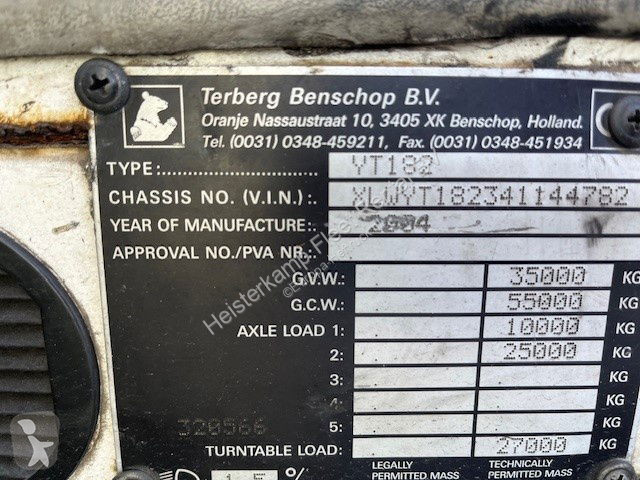 Terberg Benschop B.V.
Oranje Nassaustraat 10, 3405 XK Benschop, Holland.
Tel. (0031) 0348-459211, Fax. (0031) 0348-451934
TYPE: YT182
CHASSIS NO. (V.I.N.): XLWYT182341144782
YEAR OF MANUFACTURE: 2004
APPROVAL NO./PVA NR.:
G.V.W.: 35000 KG
G.C.W.: 55000 KG
AXLE LOAD 1: 10000 KG
2: 25000 KG
3: KG
4: KG
320566 5: KG
TURNTABLE LOAD: 27000 KG
1.5 % LEGALLY TECHNICALLY
PERMITTED MASS PERMITTED MASS
Heisterkamp